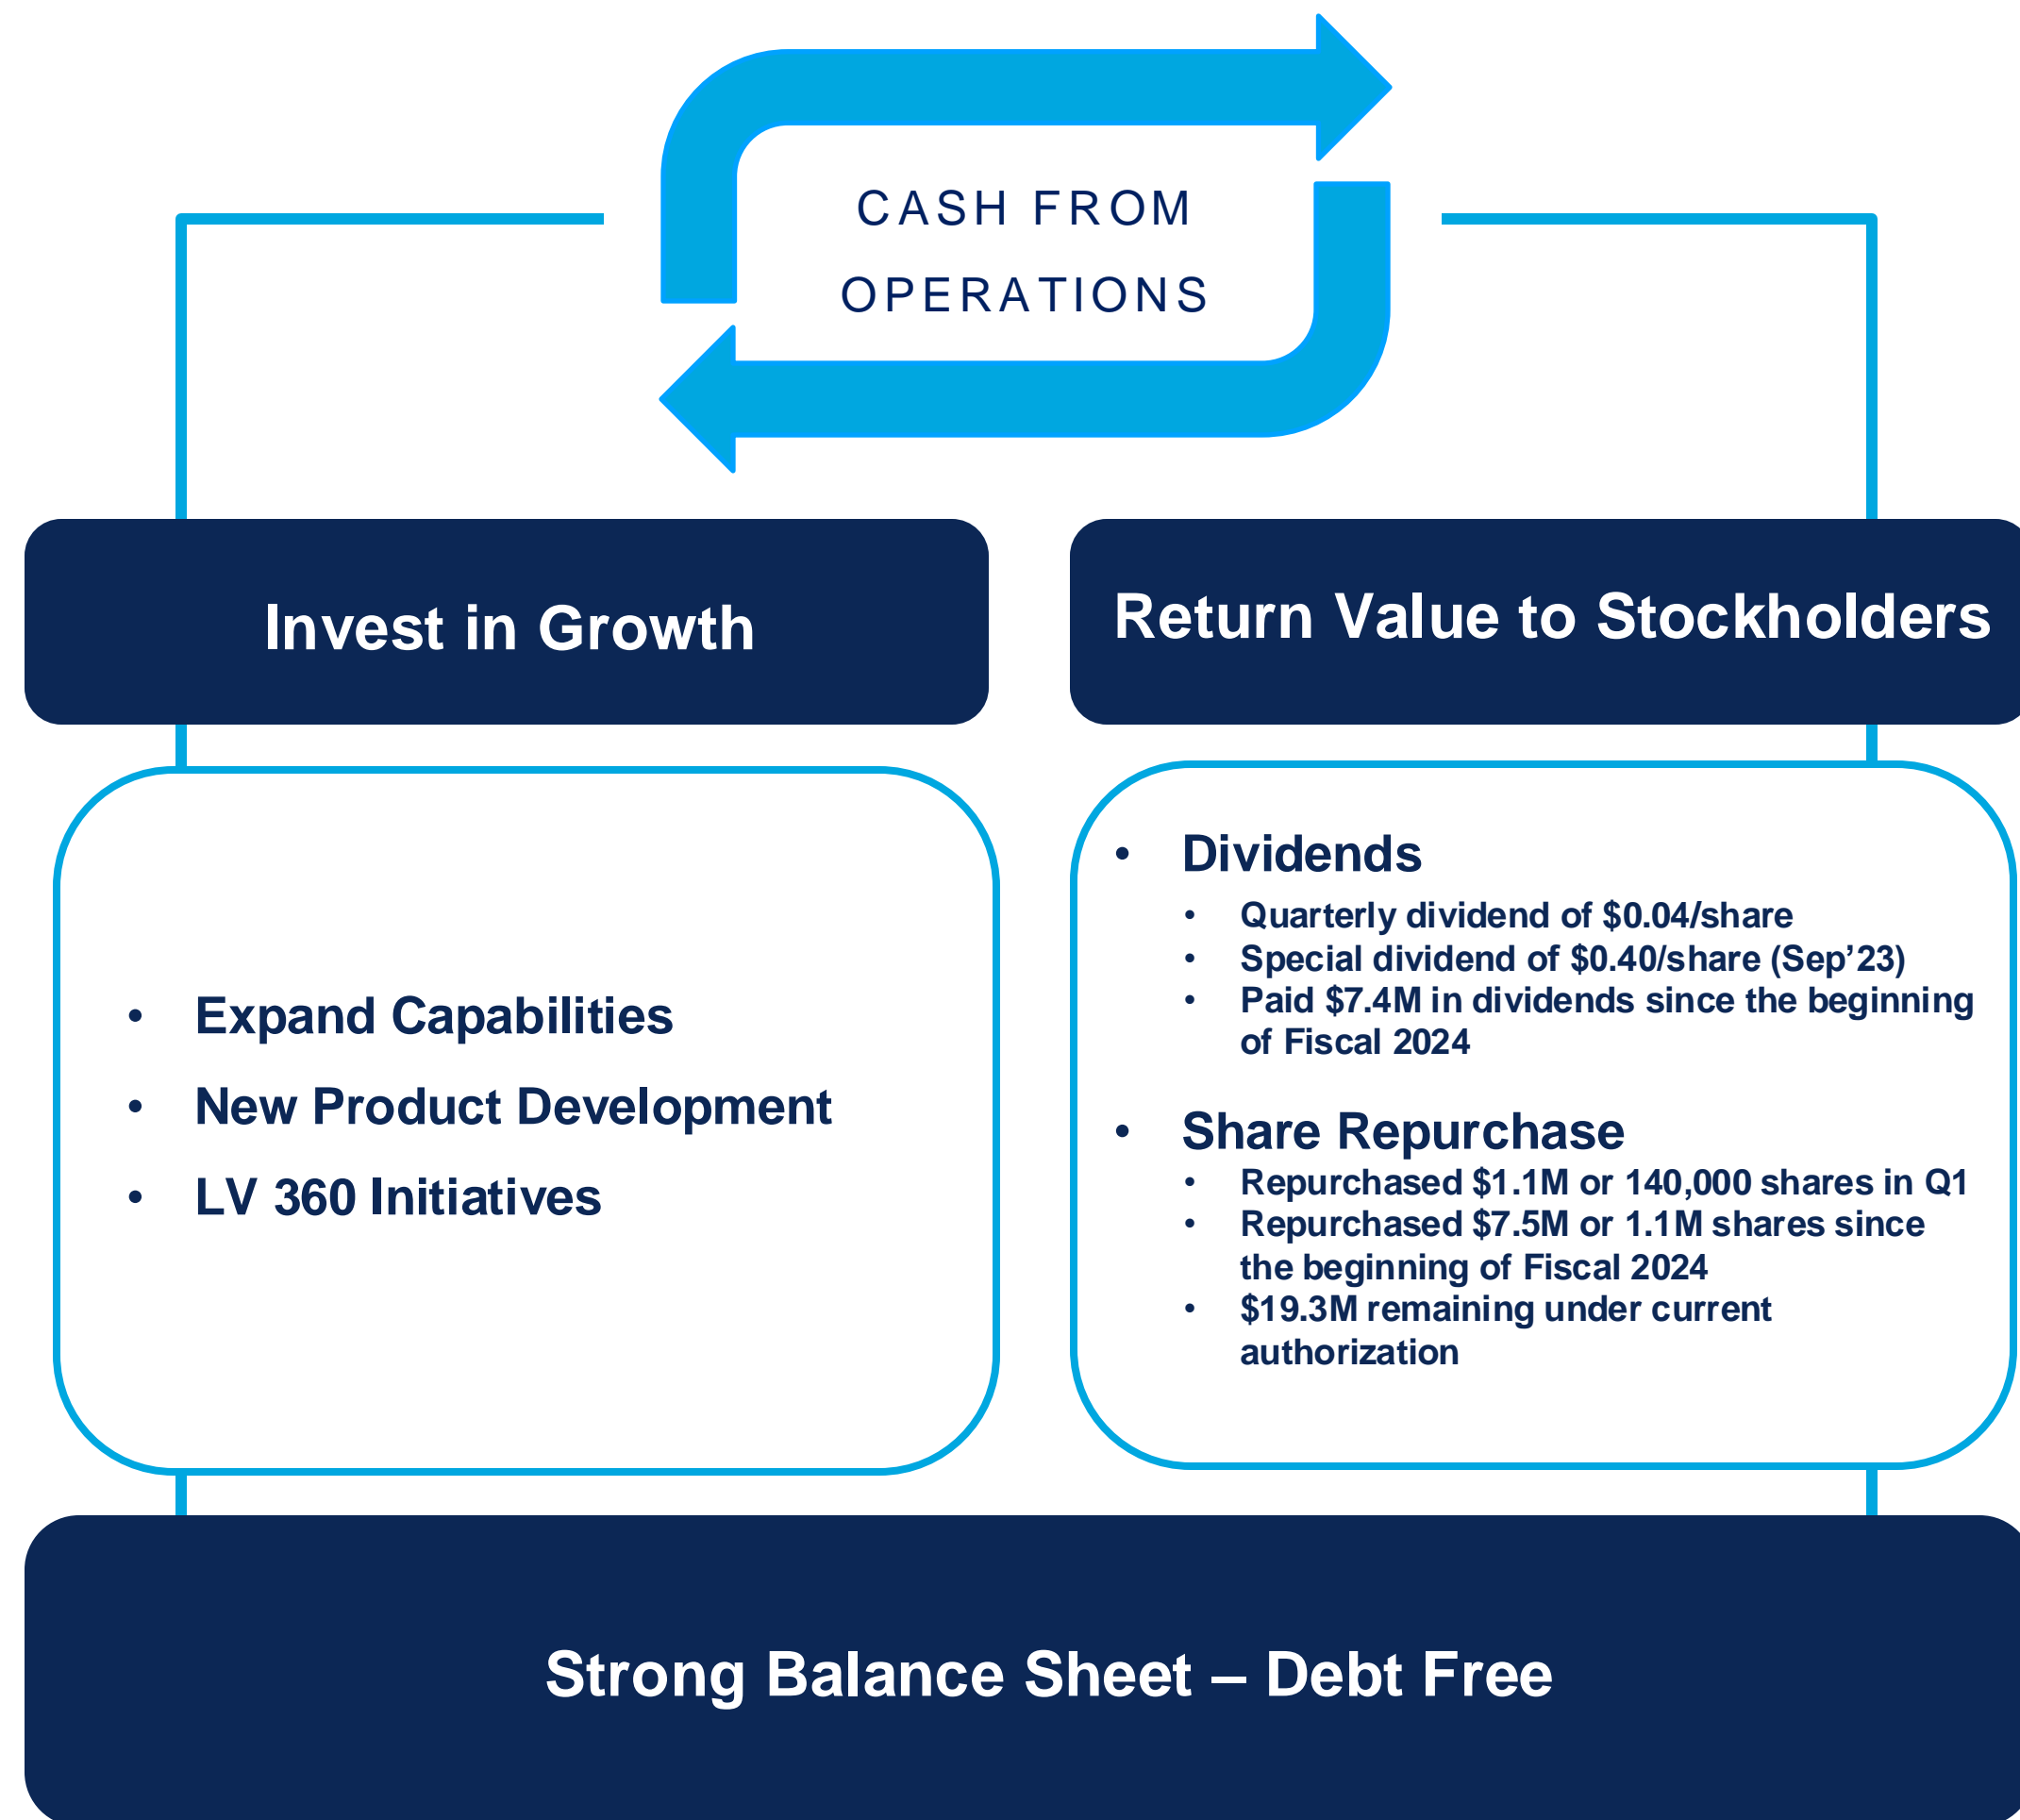 CASH FROM
OPERATIONS
Invest in Growth
Return Value to Stockholders
• Expand Capabilities
• New Product Development
• LV 360 Initiatives
• Dividends
• Quarterly dividend of $0.04/share
• Special dividend of $0.40/share (Sep’23)
• Paid $7.4M in dividends since the beginning
of Fiscal 2024
• Share Repurchase
• Repurchased $1.1M or 140,000 shares in Q1
• Repurchased $7.5M or 1.1M shares since
the beginning of Fiscal 2024
• $19.3M remaining under current
authorization
Strong Balance Sheet – Debt Free